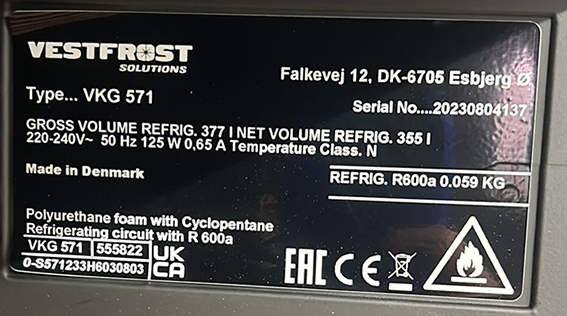 VESTFROST
SOLUTIONS
Falkevej 12, DK-6705 Esbjerg Ø
Type... VKG 571
Serial No....20230804137
GROSS VOLUME REFRIG. 377 l NET VOLUME REFRIG. 355 l
220-240V~ 50 Hz 125 W 0,65 A Temperature Class. N
Made in Denmark
REFRIG. R600a 0.059 KG
Polyurethane foam with Cyclopentane
Refrigerating circuit with R 600a
VKG 571 555822
0-S571233H6030803
UK
CA
EAC CE